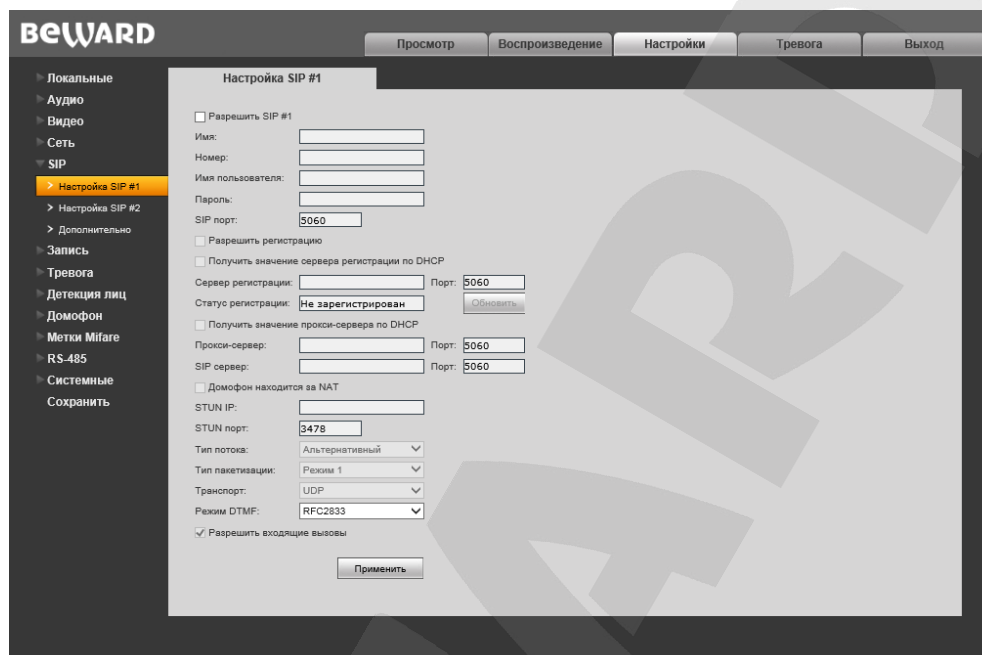 BEWARD
Просмотр Воспроизведение Настройки Тревога Выход
Локальные
Аудио
Видео
Сеть
SIP
Настройка SIP #1
Настройка SIP #2
Дополнительно
Запись
Тревога
Детекция лиц
Домофон
Метки Mifare
RS-485
Системные
Сохранить
Настройка SIP #1
Разрешить SIP #1
Имя:
Номер:
Имя пользователя:
Пароль:
SIP порт: 5060
Разрешить регистрацию
Получить значение сервера регистрации по DHCP
Сервер регистрации: Порт: 5060
Статус регистрации: Не зарегистрирован Обновить
Получить значение прокси-сервера по DHCP
Прокси-сервер: Порт: 5060
SIP сервер: Порт: 5060
Домофон находится за NAT
STUN IP:
STUN порт: 3478
Тип потока: Альтернативный
Тип пакетизации: Режим 1
Транспорт: UDP
Режим DTMF: RFC2833
Разрешить входящие вызовы
Применить